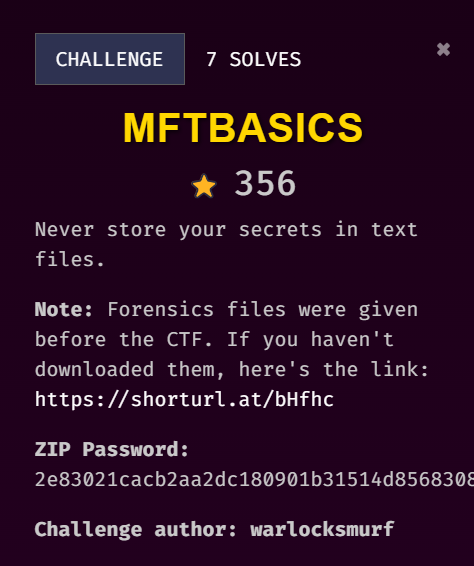 CHALLENGE 7 SOLVES ✖
MFTBASICS
356
Never store your secrets in text
files.
Note: Forensics files were given
before the CTF. If you haven't
downloaded them, here's the link:
https://shorturl.at/bHfhc
ZIP Password:
2e83021cacb2aa2dc180901b31514d8568308
Challenge author: warlocksmurf